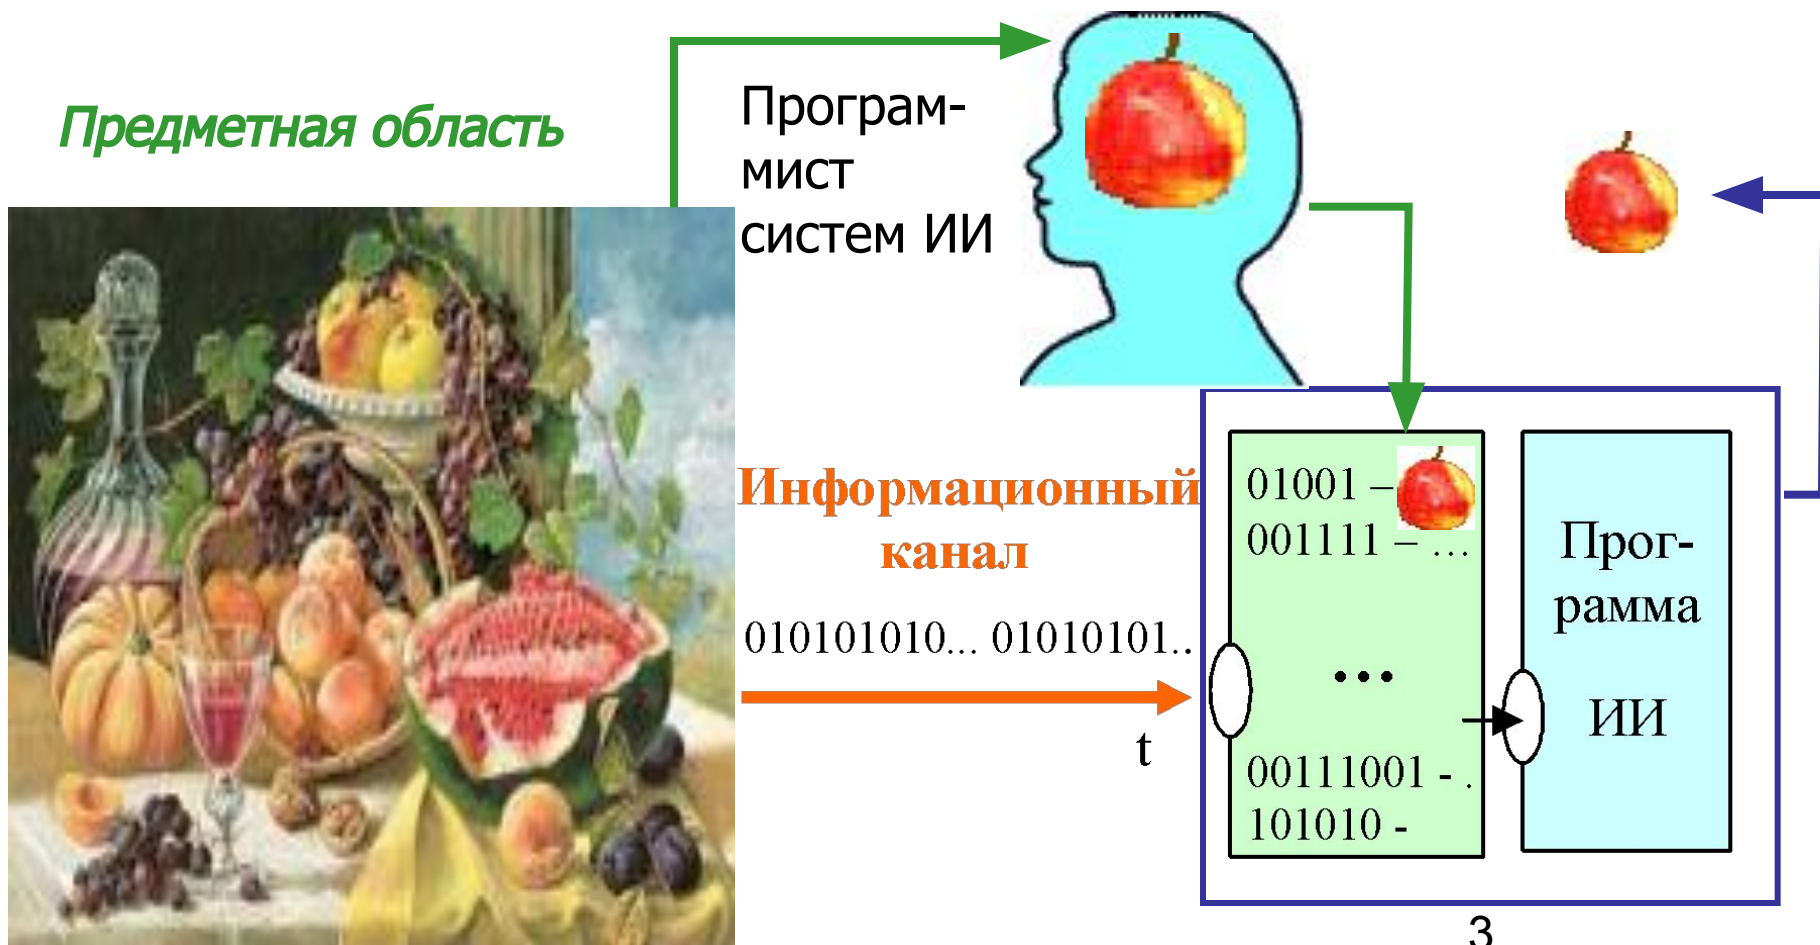 Предметная область
Програм-
мист
систем ИИ
Информационный
канал
010101010... 01010101..
t
01001 –
001111 – ...
...
00111001 - .
101010 -
Прог-
рамма
ИИ
3